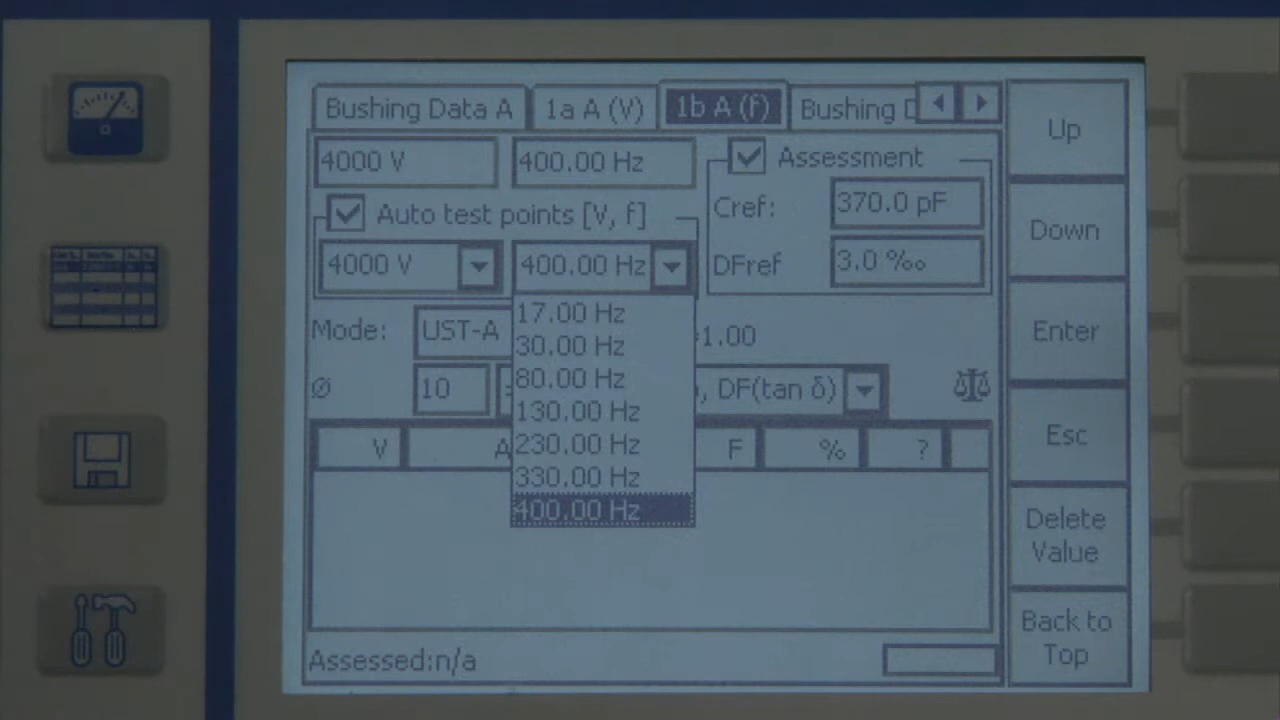 Bushing Data A 1a A (V) 1b A (f) Bushing
4000 V 400.00 Hz
Assessment
Cref: 370.0 pF
DFref 3.0 ‰
Auto test points [V, f]
4000 V 400.00 Hz
17.00 Hz
30.00 Hz
80.00 Hz
130.00 Hz
230.00 Hz
330.00 Hz
400.00 Hz
Mode: UST-A 1.00
Ø 10 , DF(tan δ)
V A F % ?
Assessed:n/a
Up
Down
Enter
Esc
Delete
Value
Back to
Top